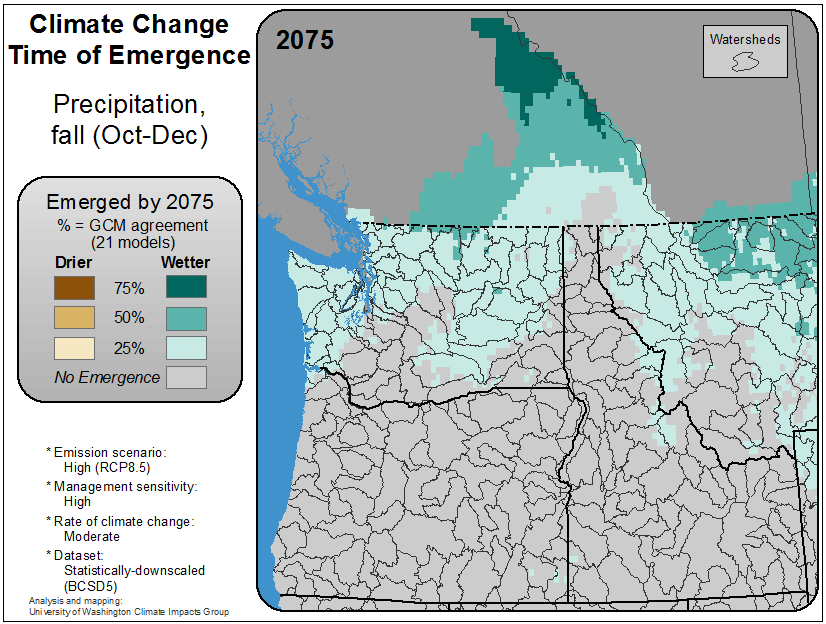 Climate Change
Time of Emergence
Precipitation,
fall (Oct-Dec)
Emerged by 2075
% = GCM agreement
(21 models)
Drier Wetter
75%
50%
25%
No Emergence
* Emission scenario:
High (RCP8.5)
* Management sensitivity:
High
* Rate of climate change:
Moderate
* Dataset:
Statistically-downscaled
(BCSD5)
Analysis and mapping:
University of Washington Climate Impacts Group
2075
Watersheds